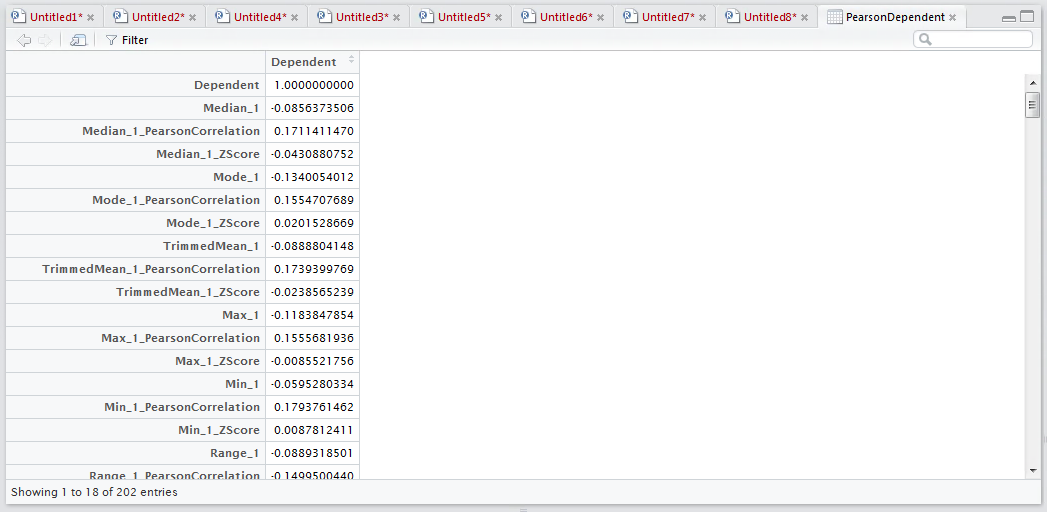 Untitled1* Untitled2* Untitled4* Untitled3* Untitled5* Untitled6* Untitled7* Untitled8* PearsonDependent
Filter
Dependent
Dependent 1.0000000000
Median_1 -0.0856373506
Median_1_PearsonCorrelation 0.1711411470
Median_1_ZScore -0.0430880752
Mode_1 -0.1340054012
Mode_1_PearsonCorrelation 0.1554707689
Mode_1_ZScore 0.0201528669
TrimmedMean_1 -0.0888804148
TrimmedMean_1_PearsonCorrelation 0.1739399769
TrimmedMean_1_ZScore -0.0238565239
Max_1 -0.1183847854
Max_1_PearsonCorrelation 0.1555681936
Max_1_ZScore -0.0085521756
Min_1 -0.0595280334
Min_1_PearsonCorrelation 0.1793761462
Min_1_ZScore 0.0087812411
Range_1 -0.0889318501
Range_1_PearsonCorrelation -0.1499500440
Showing 1 to 18 of 202 entries